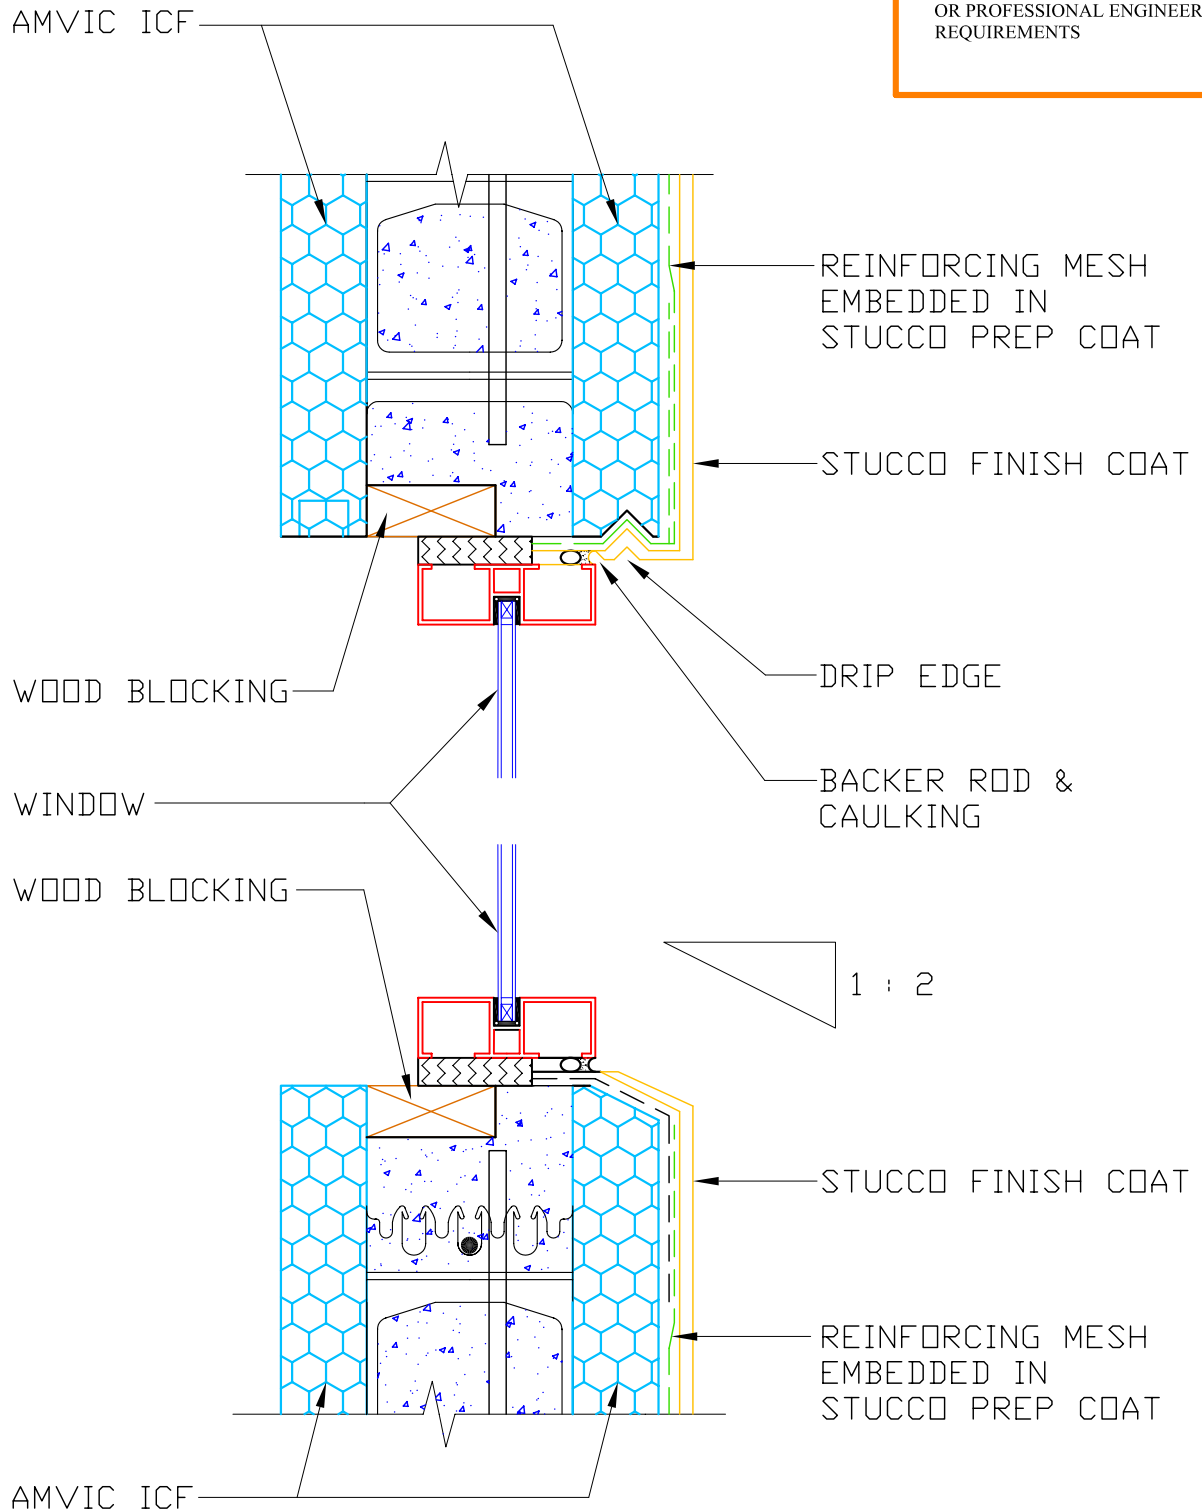 AMVIC ICF
OR PROFESSIONAL ENGINEER
REQUIREMENTS
REINFORCING MESH
EMBEDDED IN
STUCCO PREP COAT
STUCCO FINISH COAT
WOOD BLOCKING
DRIP EDGE
BACKER ROD &
CAULKING
WINDOW
WOOD BLOCKING
1 : 2
STUCCO FINISH COAT
REINFORCING MESH
EMBEDDED IN
STUCCO PREP COAT
AMVIC ICF